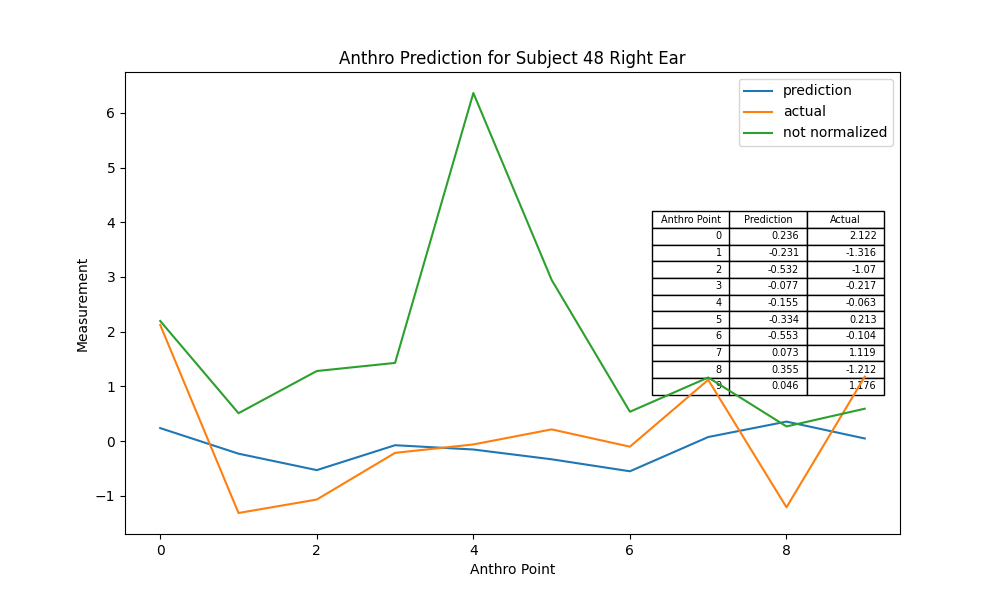 Anthro Prediction for Subject 48 Right Ear
prediction
actual
not normalized
Measurement
6
5
4
3
2
1
0
−1
Anthro Point Prediction Actual
0 0.236 2.122
1 -0.231 -1.316
2 -0.532 -1.07
3 -0.077 -0.217
4 -0.155 -0.063
5 -0.334 0.213
6 -0.553 -0.104
7 0.073 1.119
8 0.355 -1.212
9 0.046 1.176
0 2 4 6 8
Anthro Point